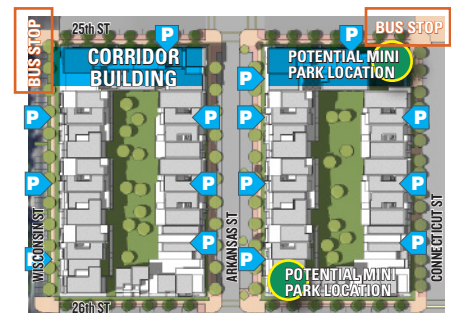 BUS STOP
25th ST
P
P
BUS STOP
CORRIDOR
BUILDING
POTENTIAL MINI
PARK LOCATION
P
P
P
P
P
P
P
P
P
WISCONSIN ST
ARKANSAS ST
CONNECTICUT ST
P
P
P
POTENTIAL MINI
PARK LOCATION
26th ST